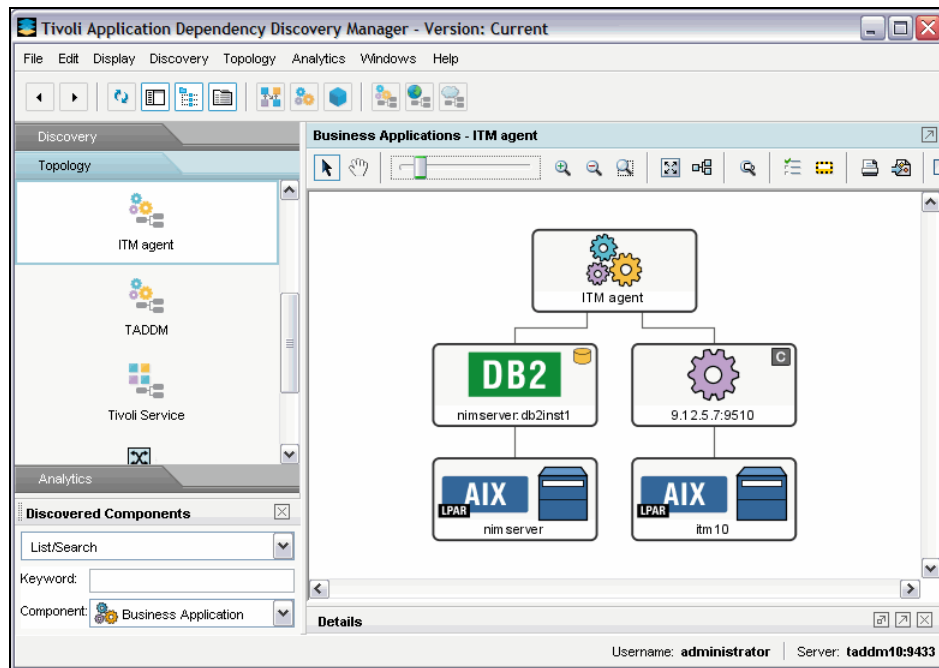 Tivoli Application Dependency Discovery Manager - Version: Current
File Edit Display Discovery Topology Analytics Windows Help
Discovery
Topology
ITM agent
TADDM
Tivoli Service
Analytics
Discovered Components
List/Search
Keyword:
Component: Business Application
Business Applications - ITM agent
ITM agent
DB2
nimserver:db2inst1
C
9.12.5.7:9510
AIX
LPAR
nimserver
AIX
LPAR
itm10
Details
Username: administrator Server: taddm10:9433